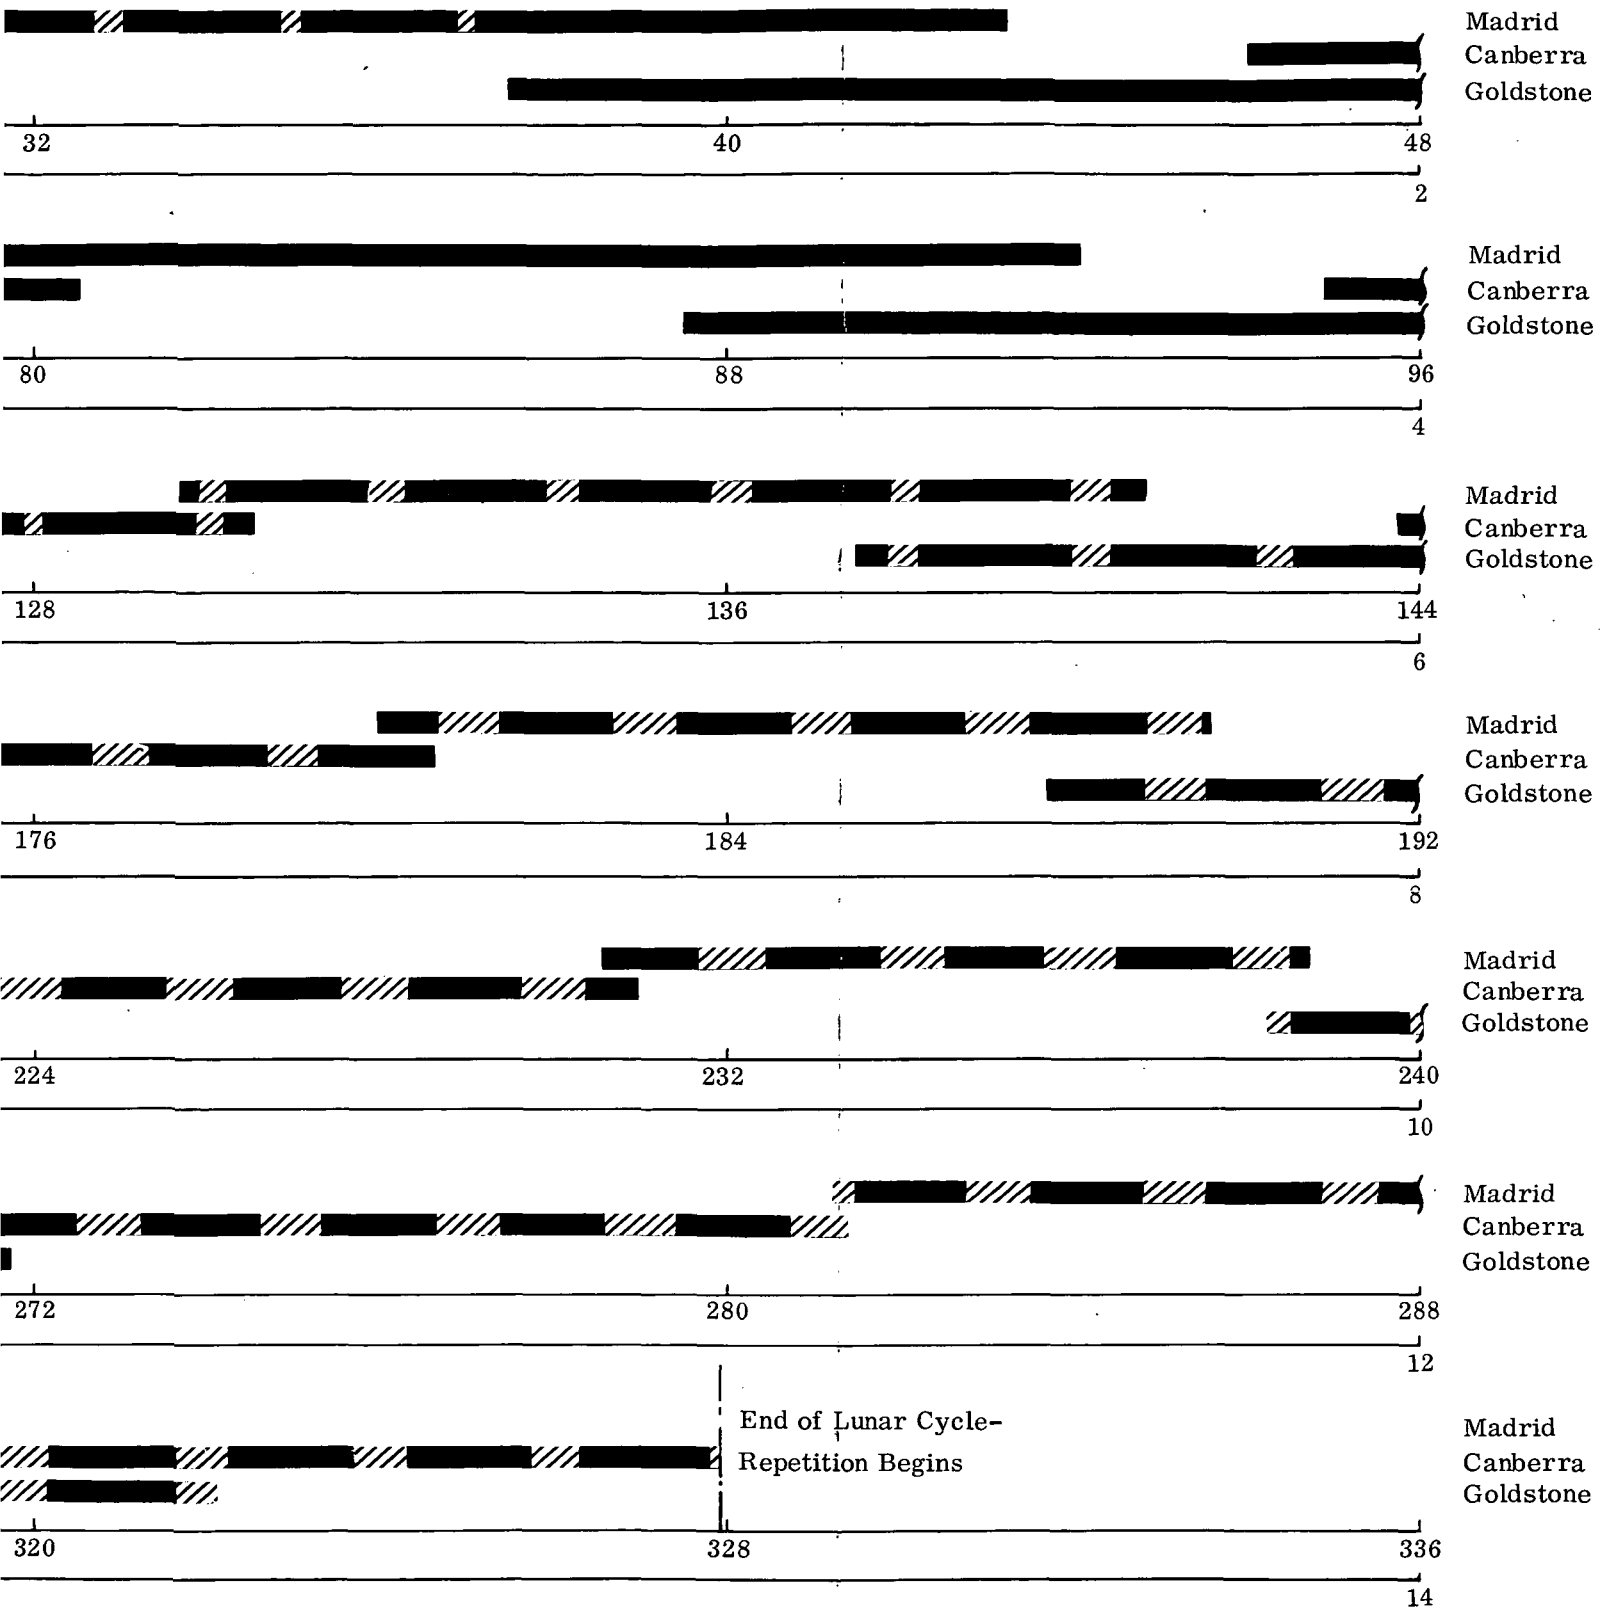 Madrid
Canberra
Goldstone
32 40 48
2
Madrid
Canberra
Goldstone
80 88 96
4
Madrid
Canberra
Goldstone
128 136 144
6
Madrid
Canberra
Goldstone
176 184 192
8
Madrid
Canberra
Goldstone
224 232 240
10
Madrid
Canberra
Goldstone
272 280 288
12
End of Lunar Cycle-
Repetition Begins
Madrid
Canberra
Goldstone
320 328 336
14